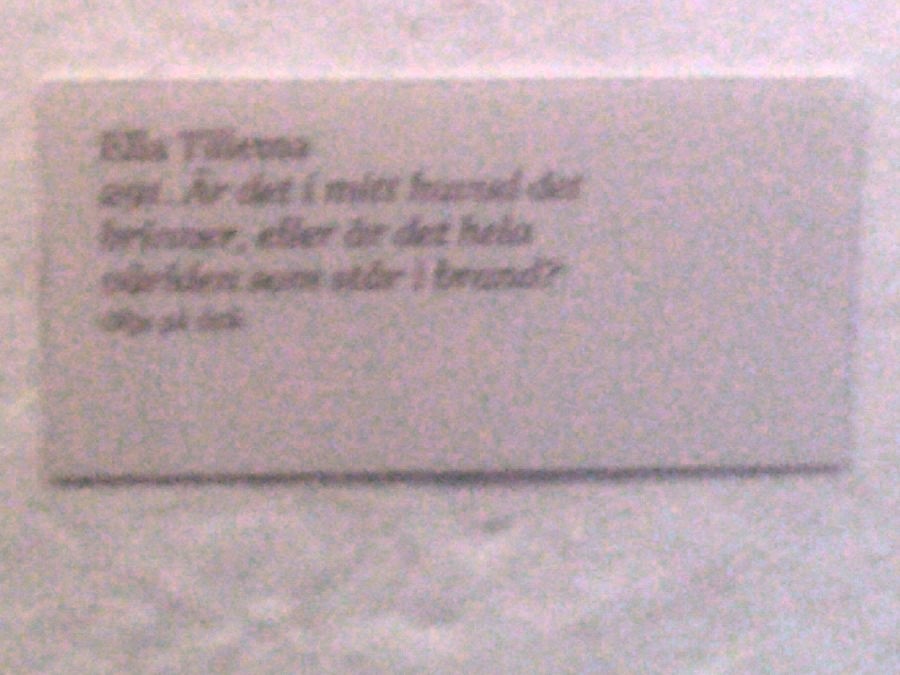 Ella Tillema
Är det i mitt huvud det
brinner, eller är det hela
världen som står i brand?
olja på duk